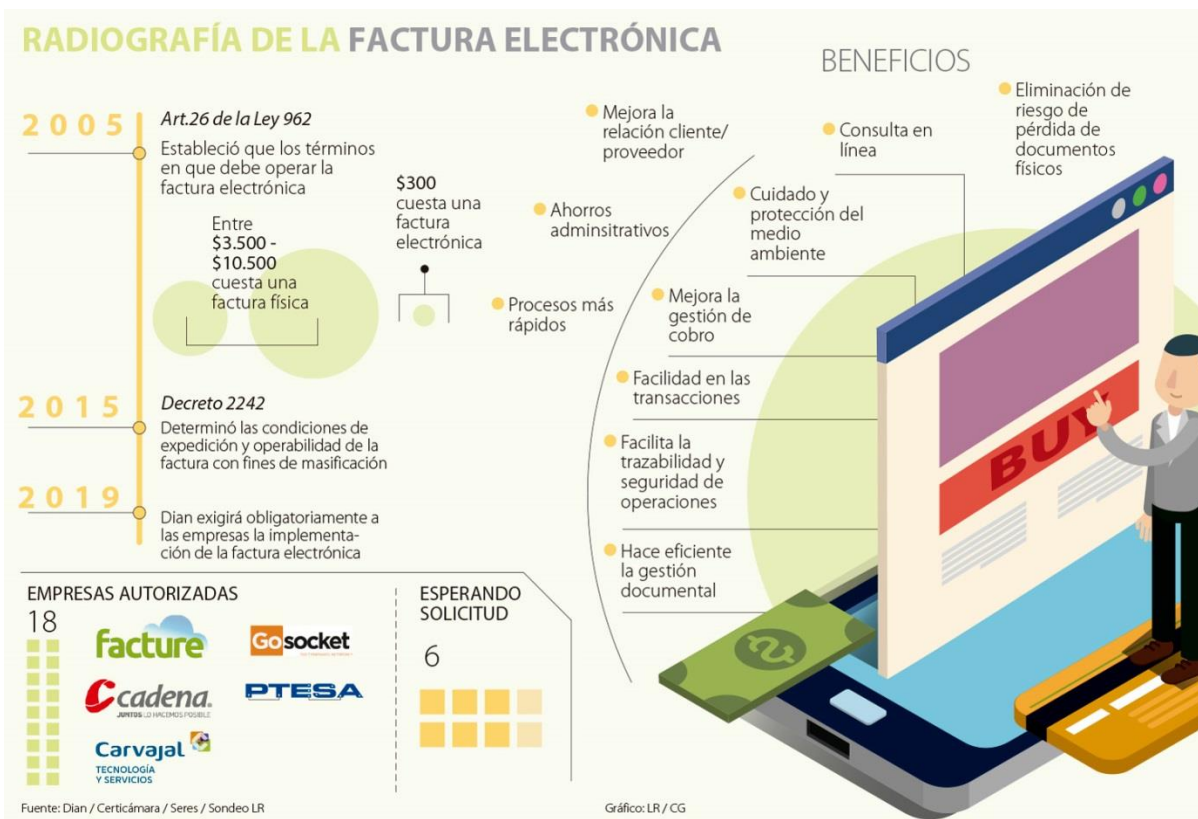 RADIOGRAFÍA DE LA FACTURA ELECTRÓNICA
2005
Art.26 de la Ley 962
Estableció que los términos
en que debe operar la
factura electrónica
Entre
$3.500 -
$10.500
cuesta una
factura física
$300
cuesta una
factura
electrónica
2015
Decreto 2242
Determinó las condiciones de
expedición y operabilidad de la
factura con fines de masificación
2019
Dian exigirá obligatoriamente a
las empresas la implementa-
ción de la factura electrónica
BENEFICIOS
Mejora la
relación cliente/
proveedor
Consulta en
línea
Eliminación de
riesgo de
pérdida de
documentos
físicos
Ahorros
adminsitrativos
Cuidado y
protección del
medio
ambiente
Procesos más
rápidos
Mejora la
gestión de
cobro
Facilidad en las
transacciones
Facilita la
trazabilidad y
seguridad de
operaciones
Hace eficiente
la gestión
documental
BUY
EMPRESAS AUTORIZADAS
18
facture
Gosocket
cadena.
JUNTOS LO HACEMOS POSIBLE
PTESA
Carvajal
TECNOLOGÍA
Y SERVICIOS
ESPERANDO
SOLICITUD
6
Fuente: Dian / Certicámara / Seres / Sondeo LR
Gráfico: LR / CG